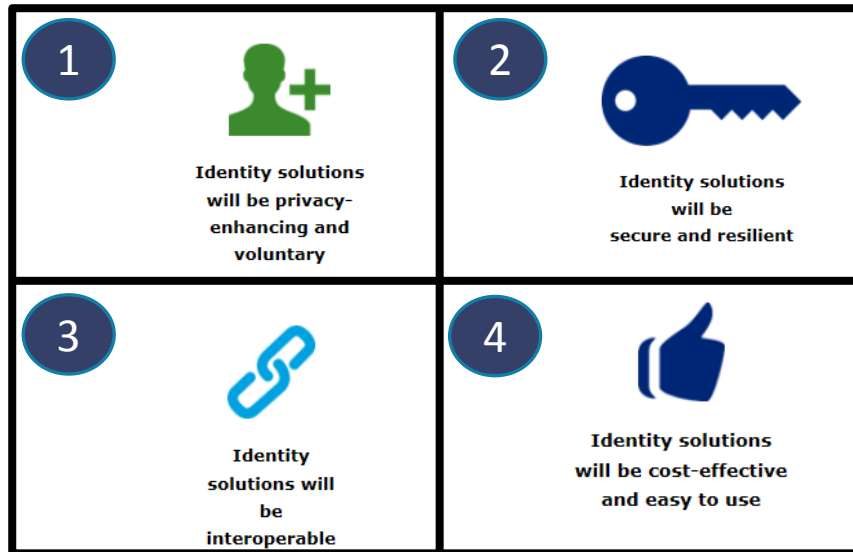 1
Identity solutions
will be privacy-
enhancing and
voluntary
2
Identity solutions
will be
secure and resilient
3
Identity
solutions will
be
interoperable
4
Identity solutions
will be cost-effective
and easy to use